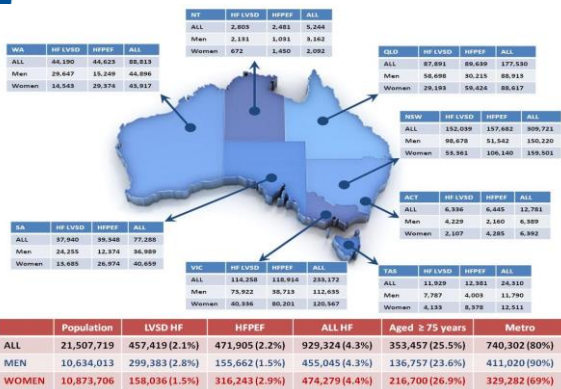 NT HF LVSD HFPEF ALL
ALL 2,803 2,481 5,244
Men 2,131 1,031 3,162
Women 672 1,450 2,092
WA HF LVSD HFPEF ALL
ALL 44,190 44,623 88,813
Men 29,647 15,249 44,896
Women 14,543 29,374 43,917
QLD HF LVSD HFPEF ALL
ALL 87,891 89,639 177,530
Men 58,698 30,215 88,913
Women 29,193 59,424 88,617
NSW HF LVSD HFPEF ALL
ALL 152,039 157,682 309,721
Men 98,678 51,542 150,220
Women 53,361 106,140 159,501
ACT HF LVSD HFPEF ALL
ALL 6,336 6,445 12,781
Men 4,229 2,160 6,389
Women 2,107 4,285 6,392
SA HF LVSD HFPEF ALL
ALL 37,940 39,348 77,288
Men 24,255 12,374 36,989
Women 13,685 26,974 40,659
VIC HF LVSD HFPEF ALL
ALL 114,258 118,914 233,172
Men 73,922 38,713 112,635
Women 40,336 80,201 120,567
TAS HF LVSD HFPEF ALL
ALL 11,929 12,381 24,310
Men 7,787 4,003 11,790
Women 4,133 8,378 12,511
Population LVSD HF HFPEF ALL HF Aged ≥ 75 years Metro
ALL 21,507,719 457,419 (2.1%) 471,905 (2.2%) 929,324 (4.3%) 353,457 (25.5%) 740,302 (80%)
MEN 10,634,013 299,383 (2.8%) 155,662 (1.5%) 455,045 (4.3%) 136,757 (23.6%) 411,020 (90%)
WOMEN 10,873,706 158,036 (1.5%) 316,243 (2.9%) 474,279 (4.4%) 216,700 (26.9%) 329,282 (69%)